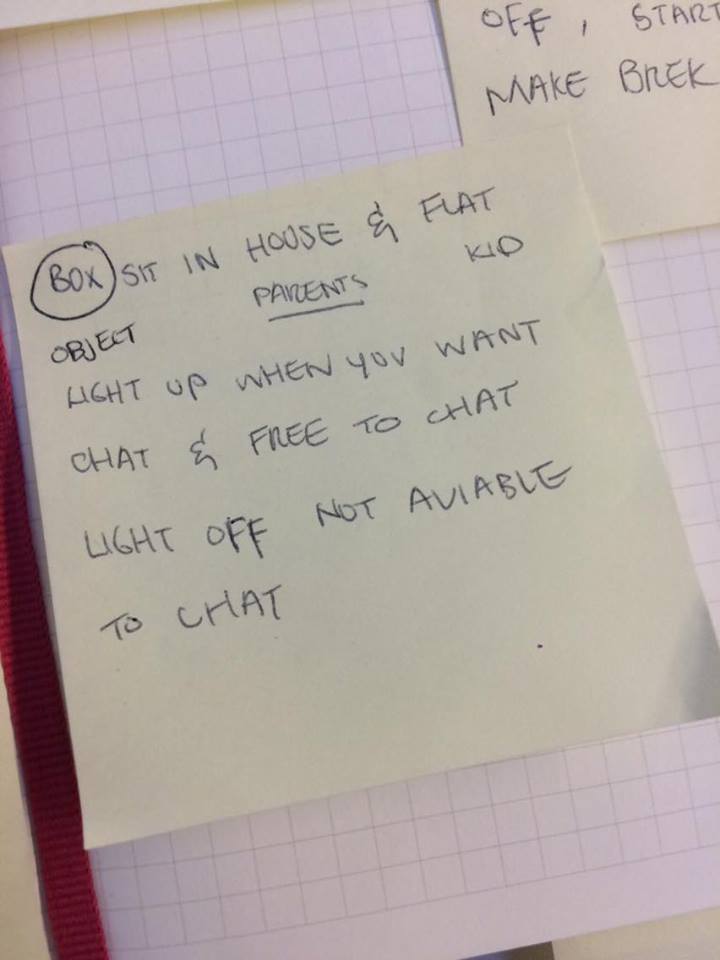 OFF, START
MAKE BREK
BOX SIT IN HOUSE & FLAT
PARENTS KID
OBJECT
LIGHT UP WHEN YOU WANT
CHAT & FREE TO CHAT
LIGHT OFF NOT AVIABLE
TO CHAT